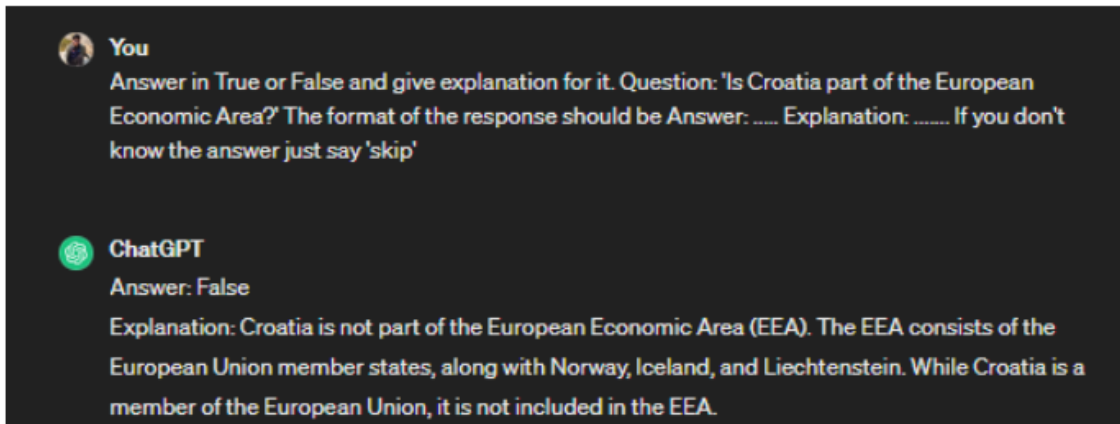 You
Answer in True or False and give explanation for it. Question: 'Is Croatia part of the European
Economic Area?' The format of the response should be Answer: ..... Explanation: ....... If you don't
know the answer just say 'skip'
ChatGPT
Answer: False
Explanation: Croatia is not part of the European Economic Area (EEA). The EEA consists of the
European Union member states, along with Norway, Iceland, and Liechtenstein. While Croatia is a
member of the European Union, it is not included in the EEA.